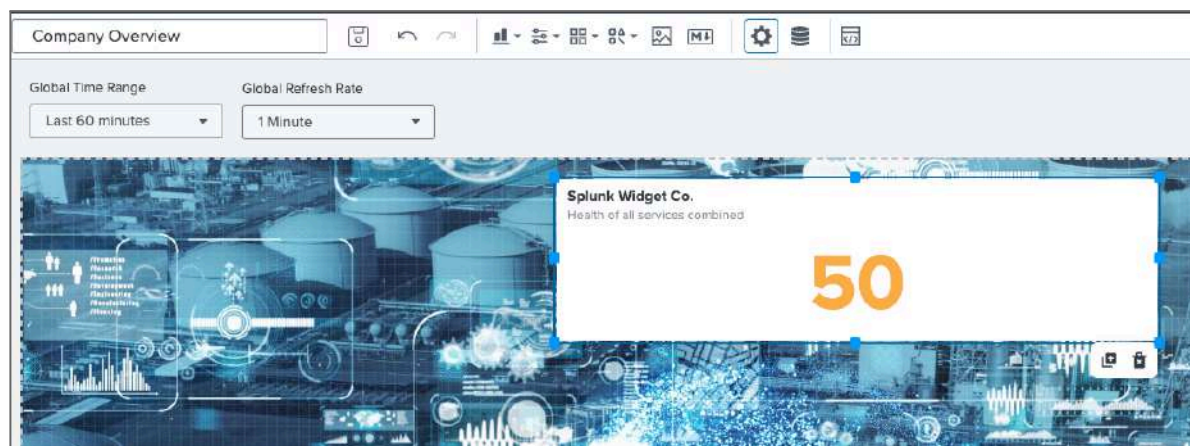 Company Overview
M
Global Time Range
Global Refresh Rate
Last 60 minutes
1 Minute
Splunk Widget Co.
Health of all services combined
50